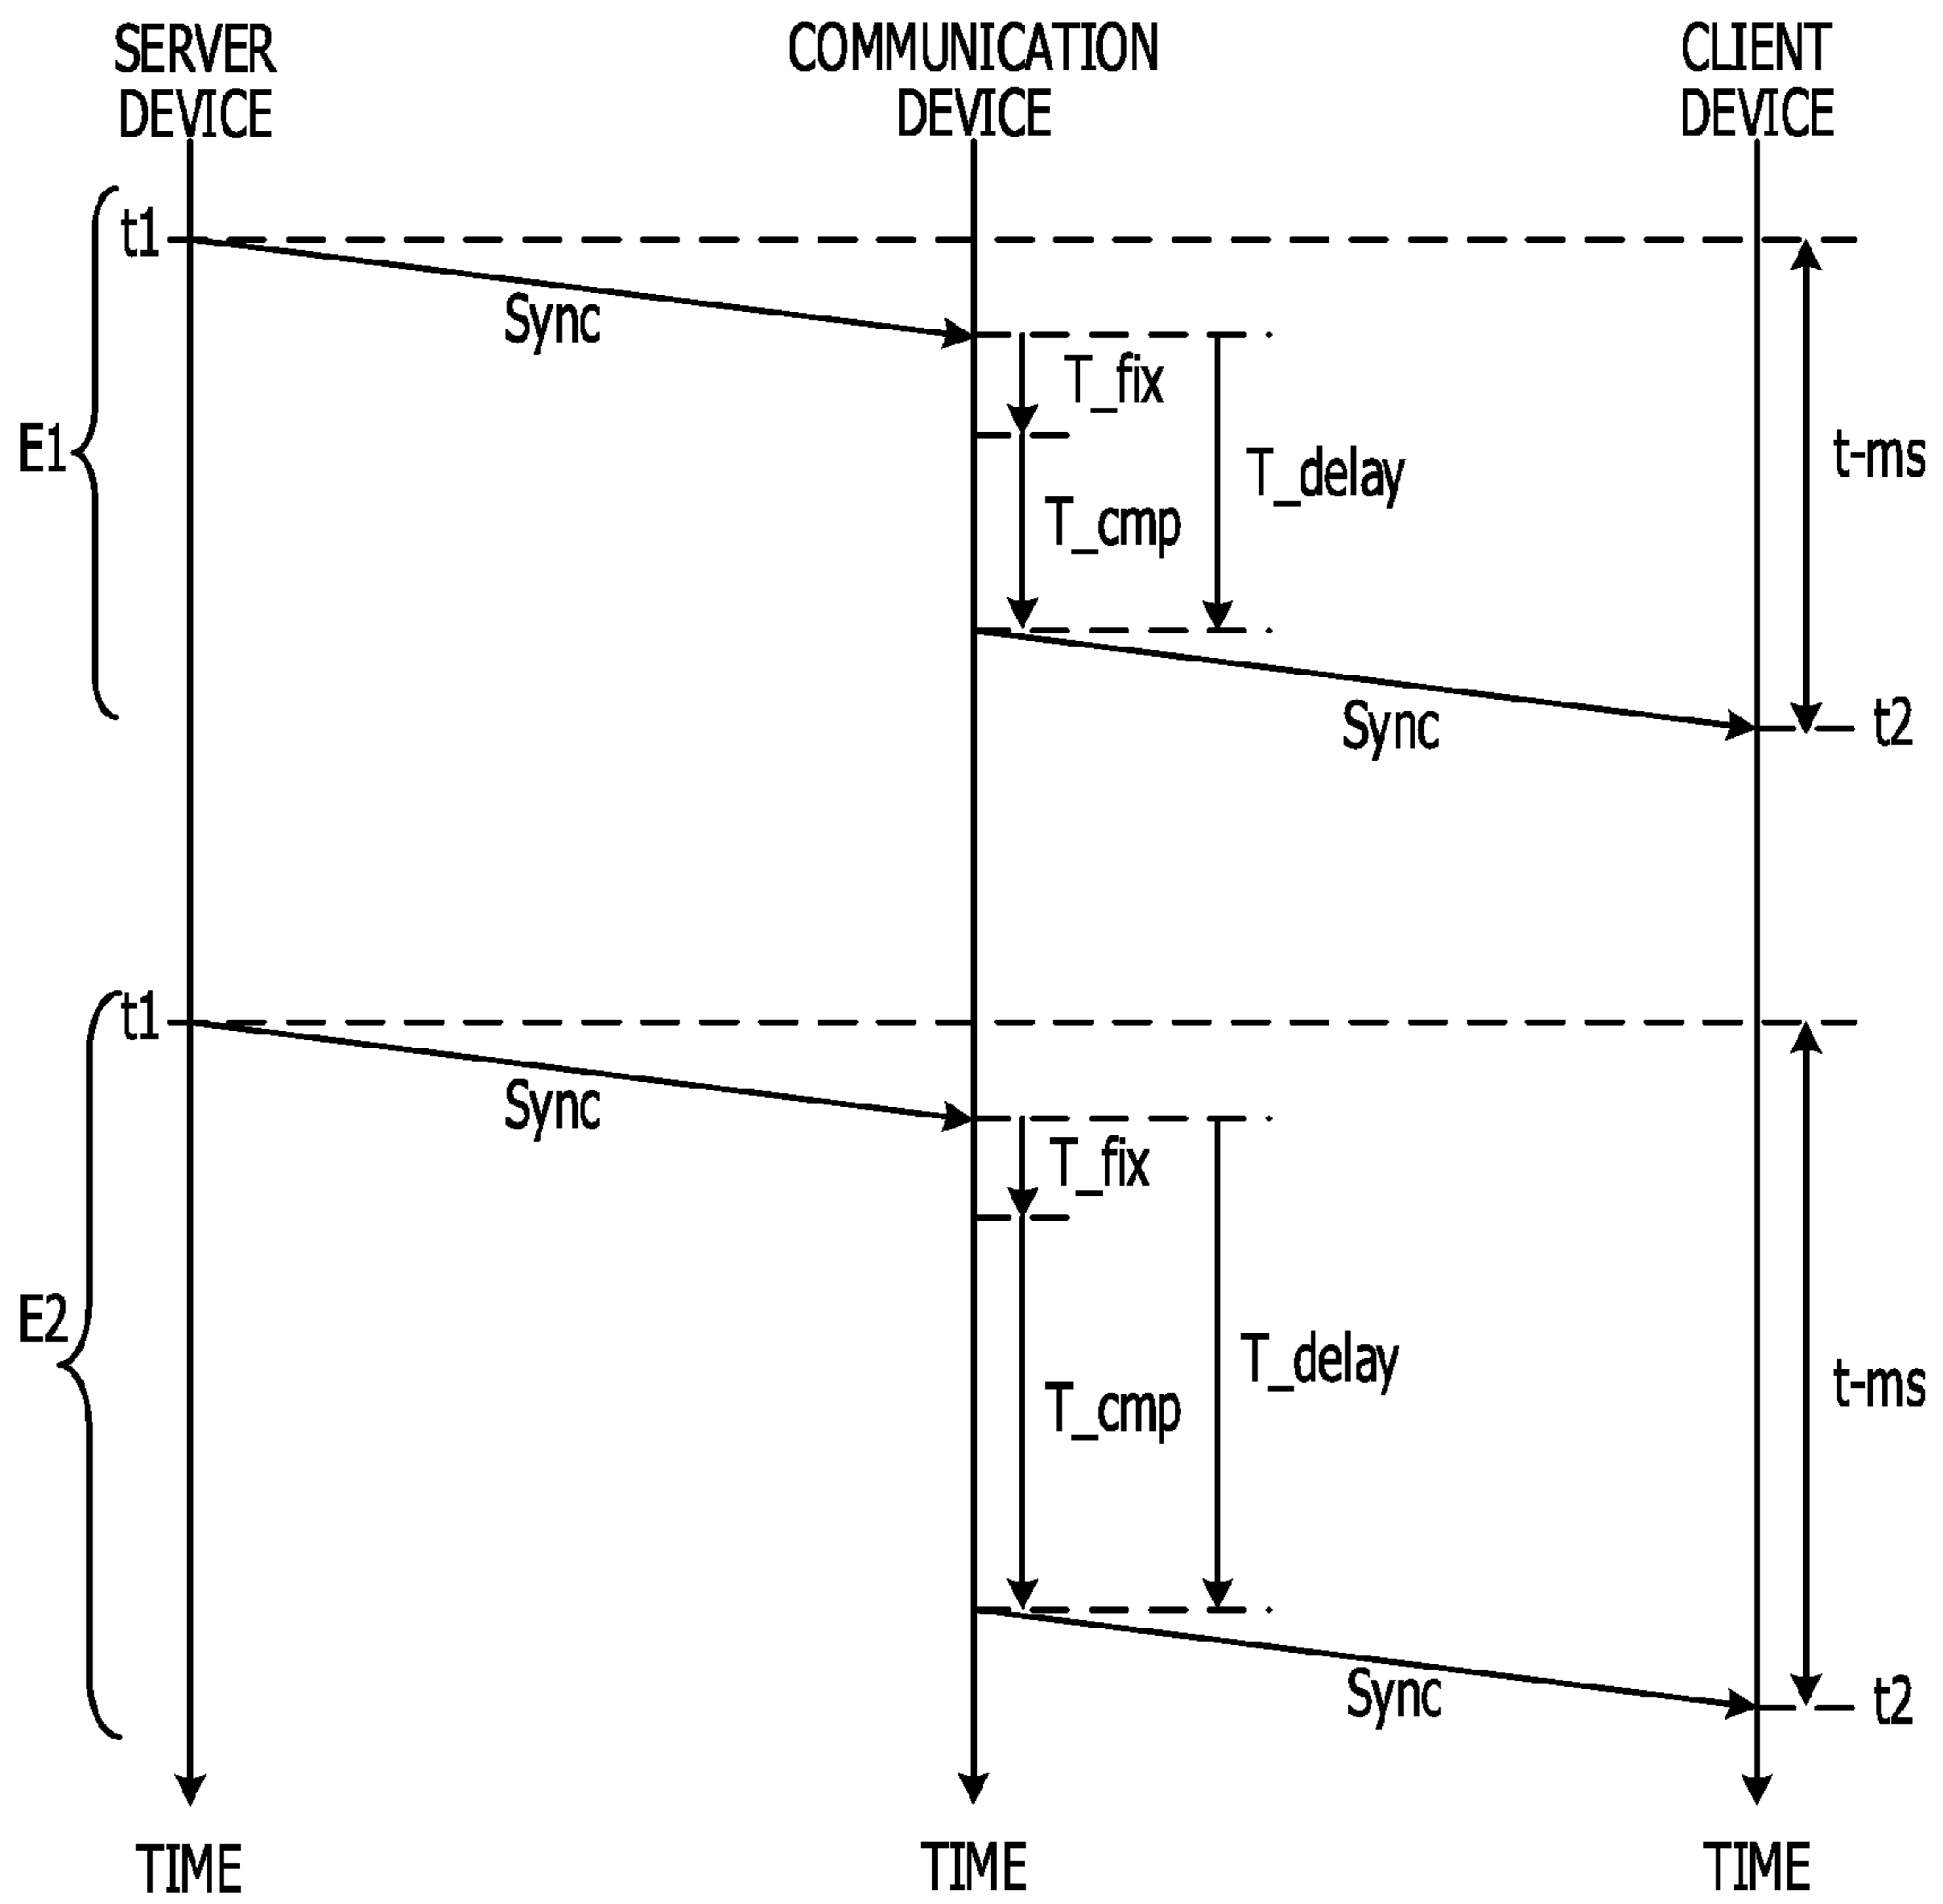 SERVER
DEVICE
COMMUNICATION
DEVICE
CLIENT
DEVICE
t1
Sync
T_fix
E1
T_delay
t-ms
T_cmp
Sync
t2
t1
Sync
T_fix
E2
T_delay
t-ms
T_cmp
Sync
t2
TIME
TIME
TIME